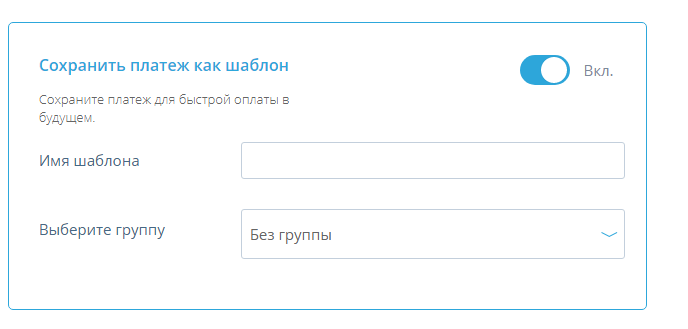 Сохранить платеж как шаблон
Вкл.
Сохраните платеж для быстрой оплаты в
будущем.
Имя шаблона
Выберите группу
Без группы